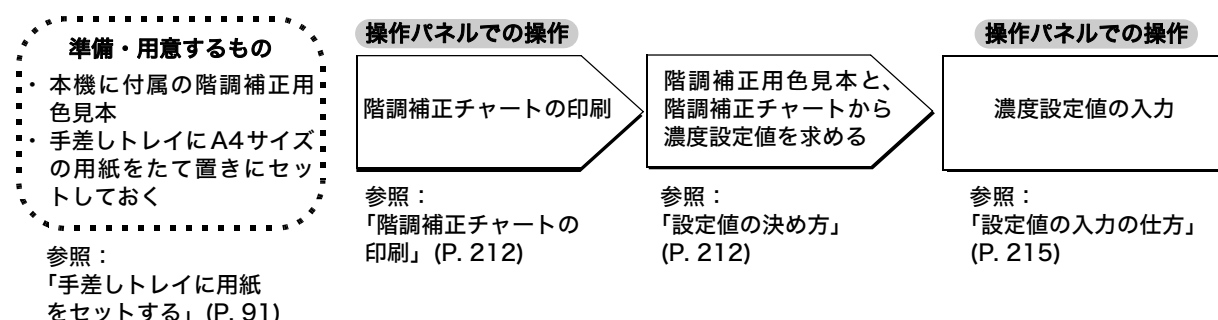 準備・用意するもの
・ 本機に付属の階調補正用
色見本
・ 手差しトレイにA4サイズ
の用紙をたて置きにセッ
トしておく
参照：
「手差しトレイに用紙
をセットする」(P. 91)
操作パネルでの操作
階調補正チャートの印刷
参照：
「階調補正チャートの
印刷」(P. 212)
階調補正用色見本と、
階調補正チャートから
濃度設定値を求める
参照：
「設定値の決め方」
(P. 212)
操作パネルでの操作
濃度設定値の入力
参照：
「設定値の入力の仕方」
(P. 215)